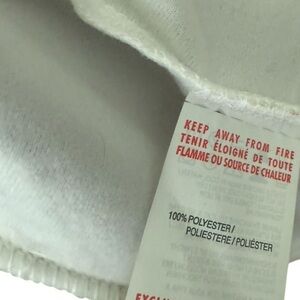 KEEP AWAY FROM FIRE
TENIR ÉLOIGNÉ DE TOUTE
FLAMME OU SOURCE DE CHALEUR
100% POLYESTER/
POLIESTERE/POLIÉSTER